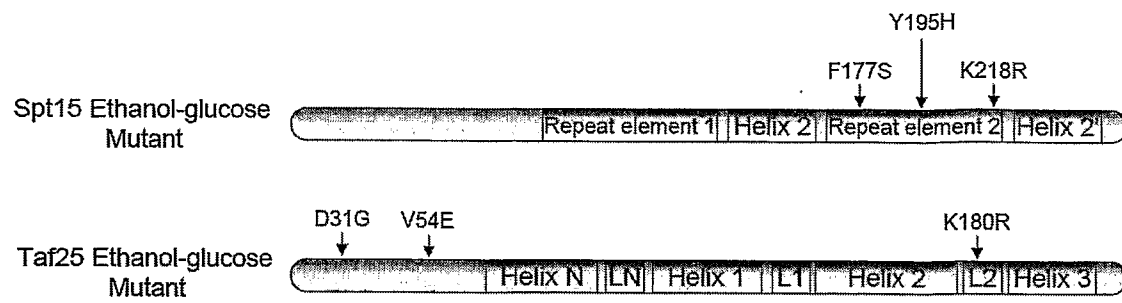 Y195H
F177S
K218R
Spt15 Ethanol-glucose
Mutant
Repeat element 1
Helix 2
Repeat element 2
Helix 2'
D31G
V54E
K180R
Taf25 Ethanol-glucose
Mutant
Helix N
LN
Helix 1
L1
Helix 2
L2
Helix 3